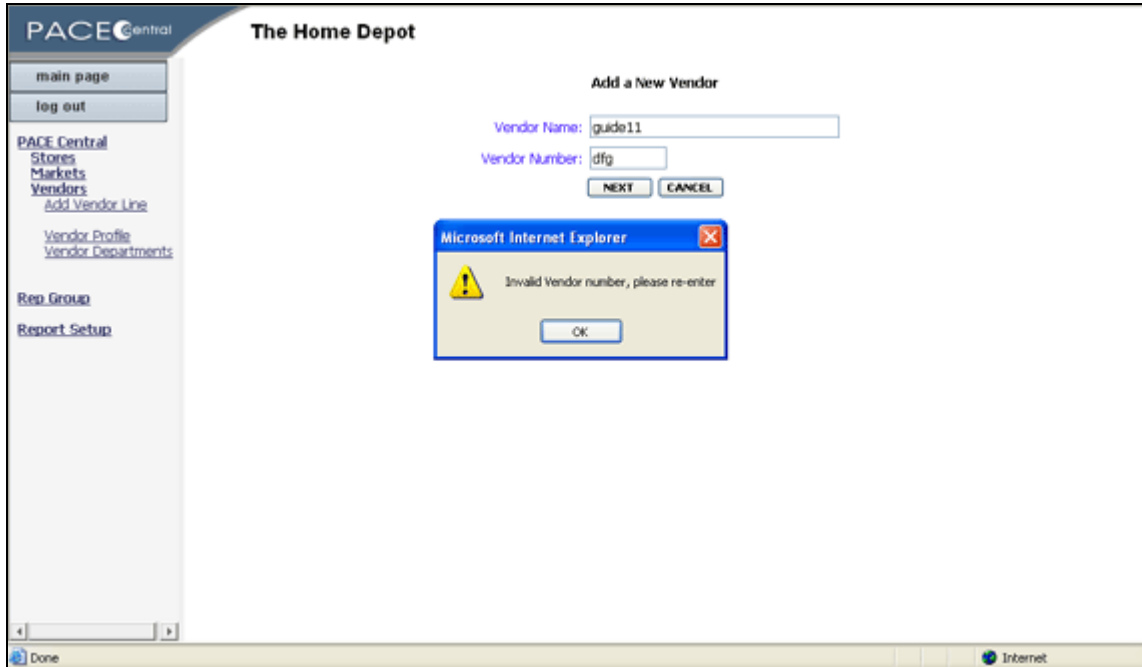 PACE Central
The Home Depot
main page
log out
PACE Central
Stores
Markets
Vendors
Add Vendor Line
Vendor Profile
Vendor Departments
Rep Group
Report Setup
Add a New Vendor
Vendor Name: guide11
Vendor Number: dfg
NEXT CANCEL
Microsoft Internet Explorer
Invalid Vendor number, please re-enter
OK
Done
Internet